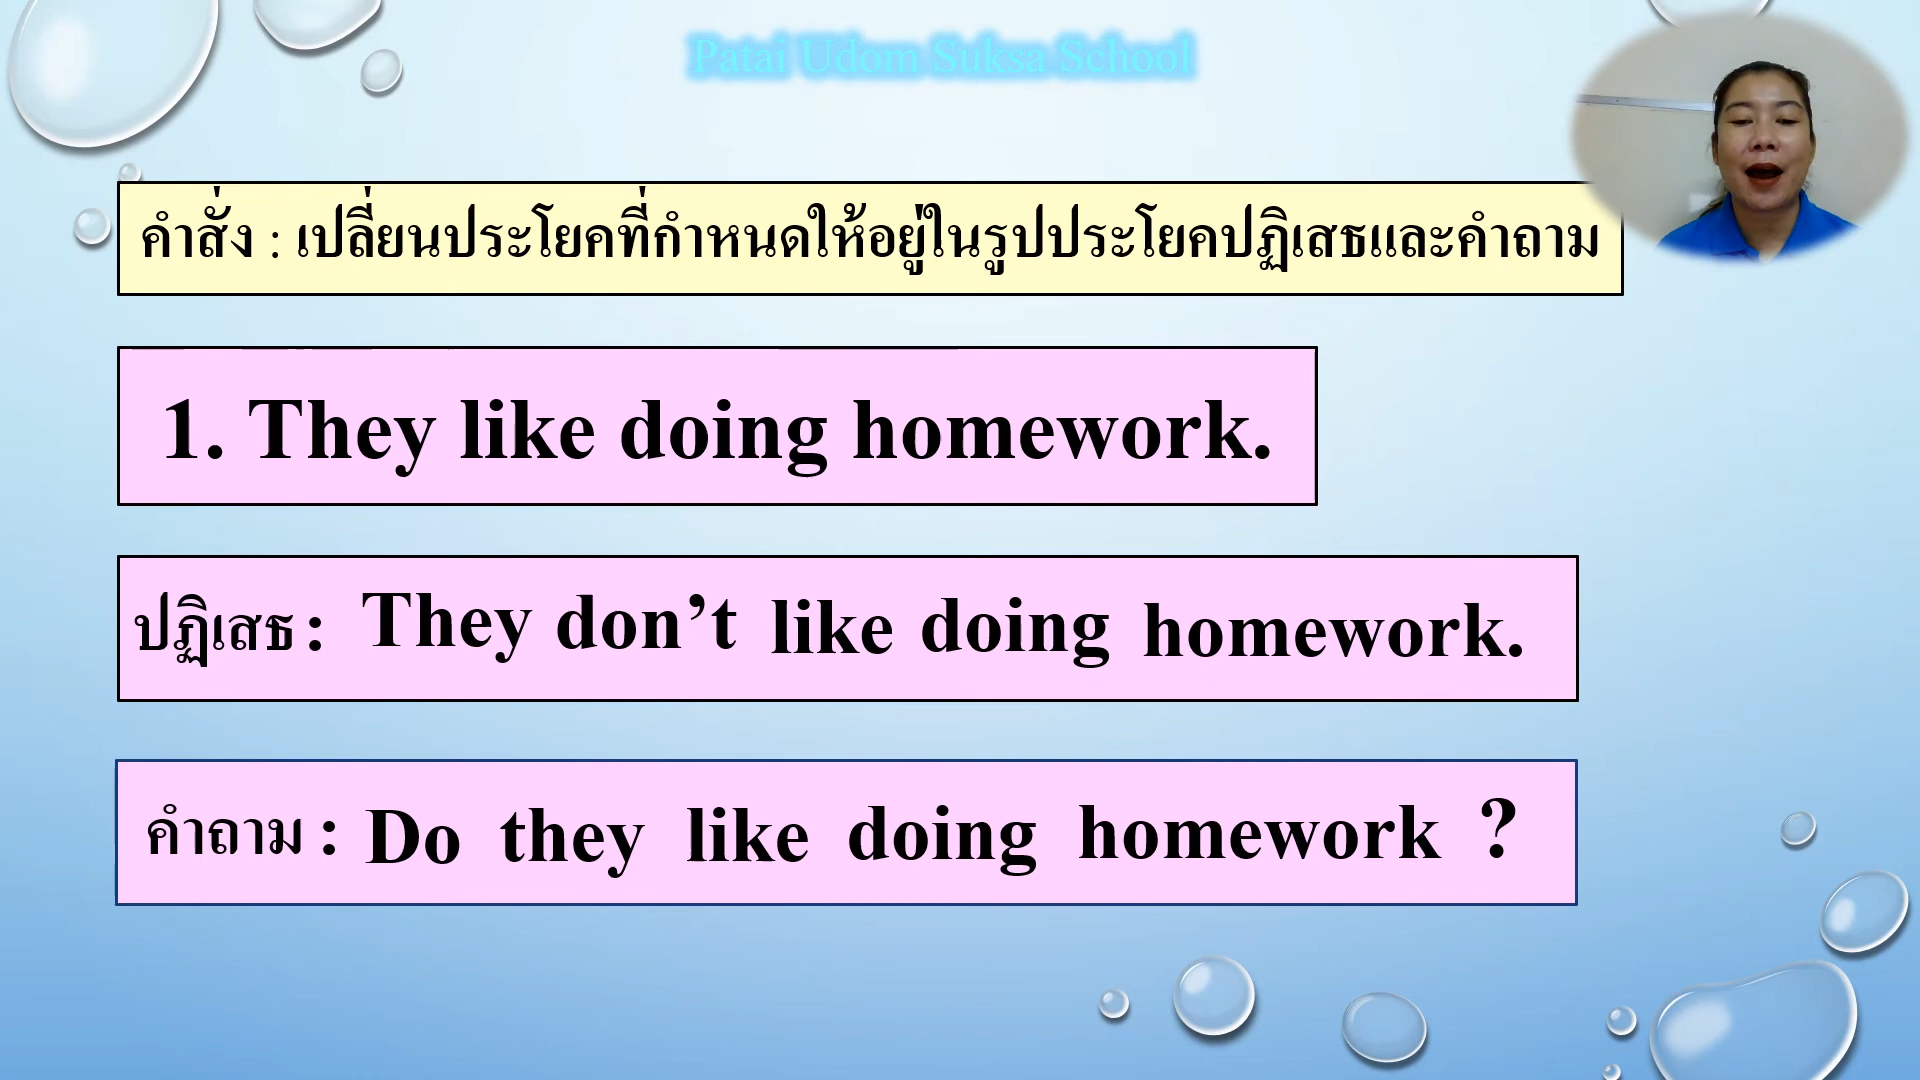 Patai Udom Suksa School
คำสั่ง : เปลี่ยนประโยคที่กำหนดให้อยู่ในรูปประโยคปฏิเสธและคำถาม
1. They like doing homework.
ปฏิเสธ : They don’t like doing homework.
คำถาม : Do they like doing homework ?